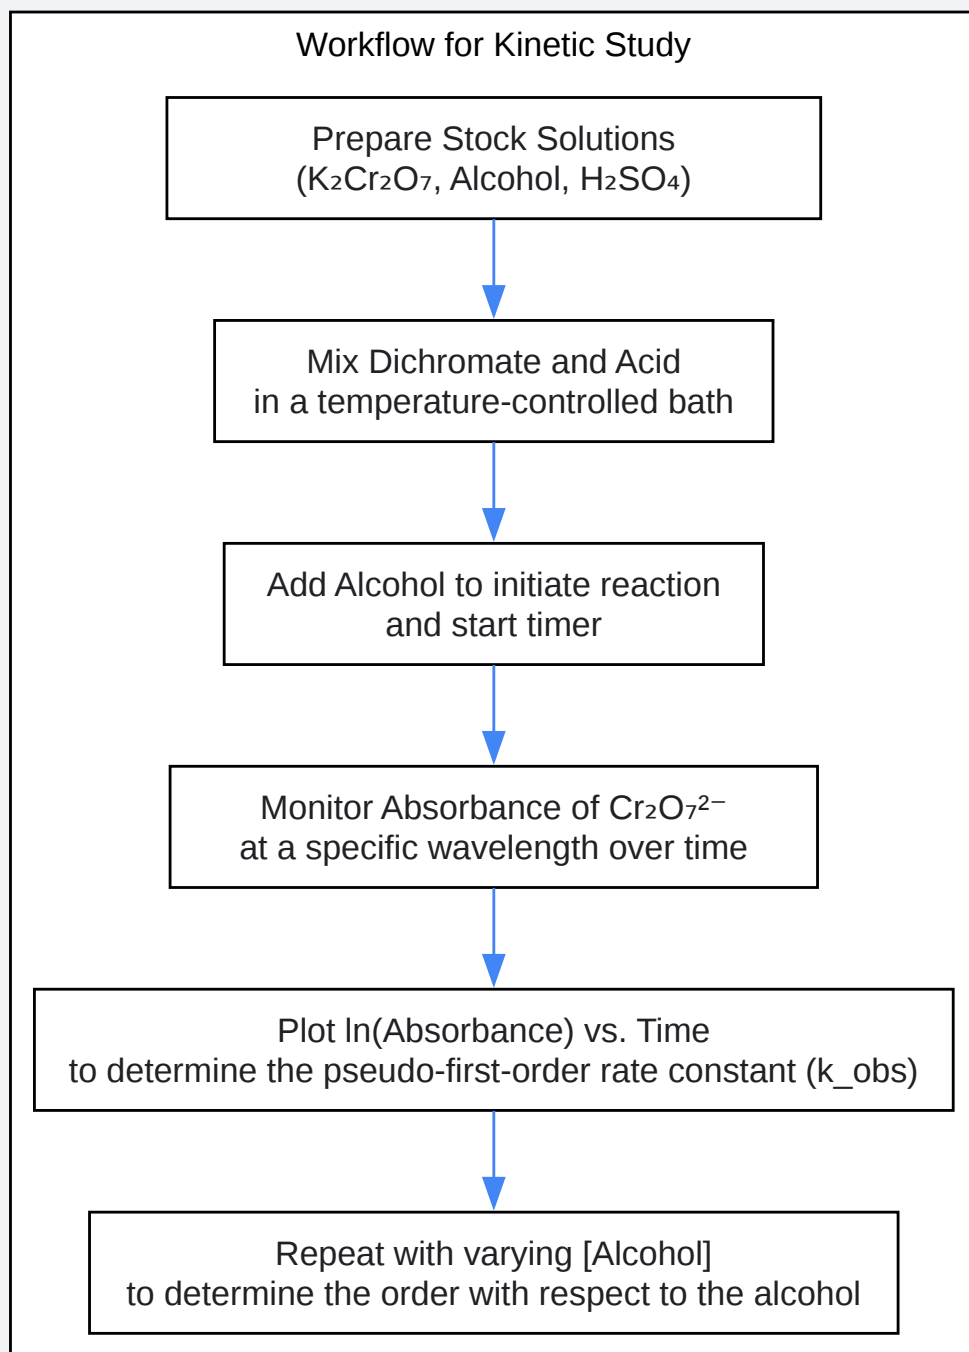 Workflow for Kinetic Study
Prepare Stock Solutions
(K₂Cr₂O₇, Alcohol, H₂SO₄)
Mix Dichromate and Acid
in a temperature-controlled bath
Add Alcohol to initiate reaction
and start timer
Monitor Absorbance of Cr₂O₇²⁻
at a specific wavelength over time
Plot ln(Absorbance) vs. Time
to determine the pseudo-first-order rate constant (k_obs)
Repeat with varying [Alcohol]
to determine the order with respect to the alcohol